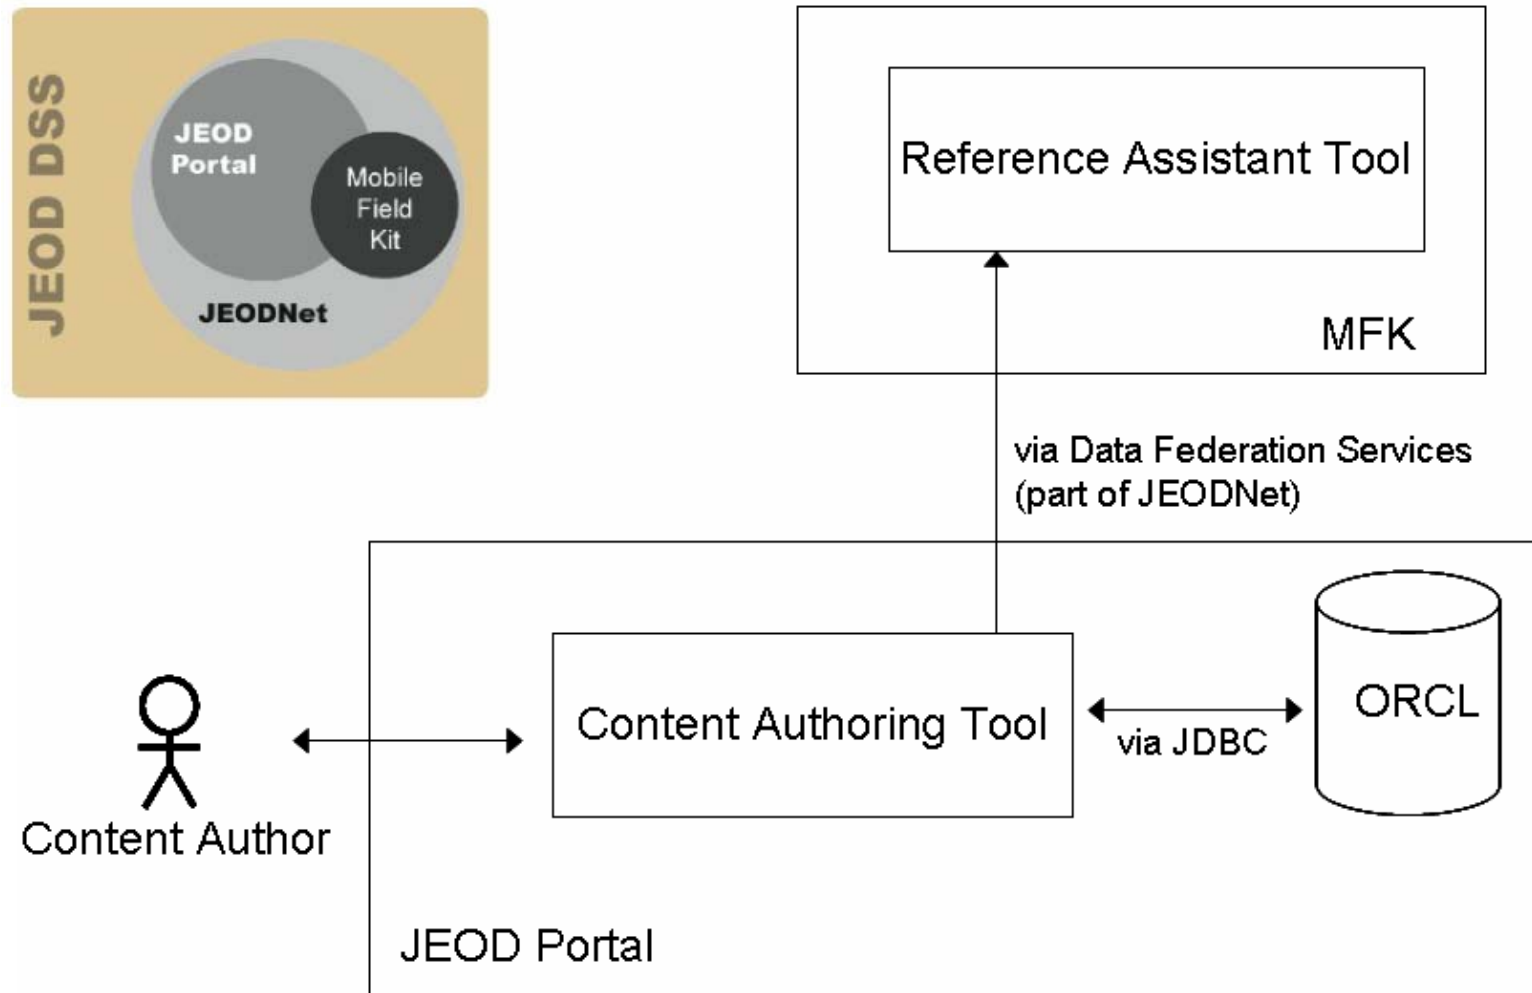 JEOD DSS
JEOD
Portal
Mobile
Field
Kit
JEODNet
Reference Assistant Tool
MFK
via Data Federation Services
(part of JEODNet)
Content Authoring Tool
via JDBC
ORCL
Content Author
JEOD Portal